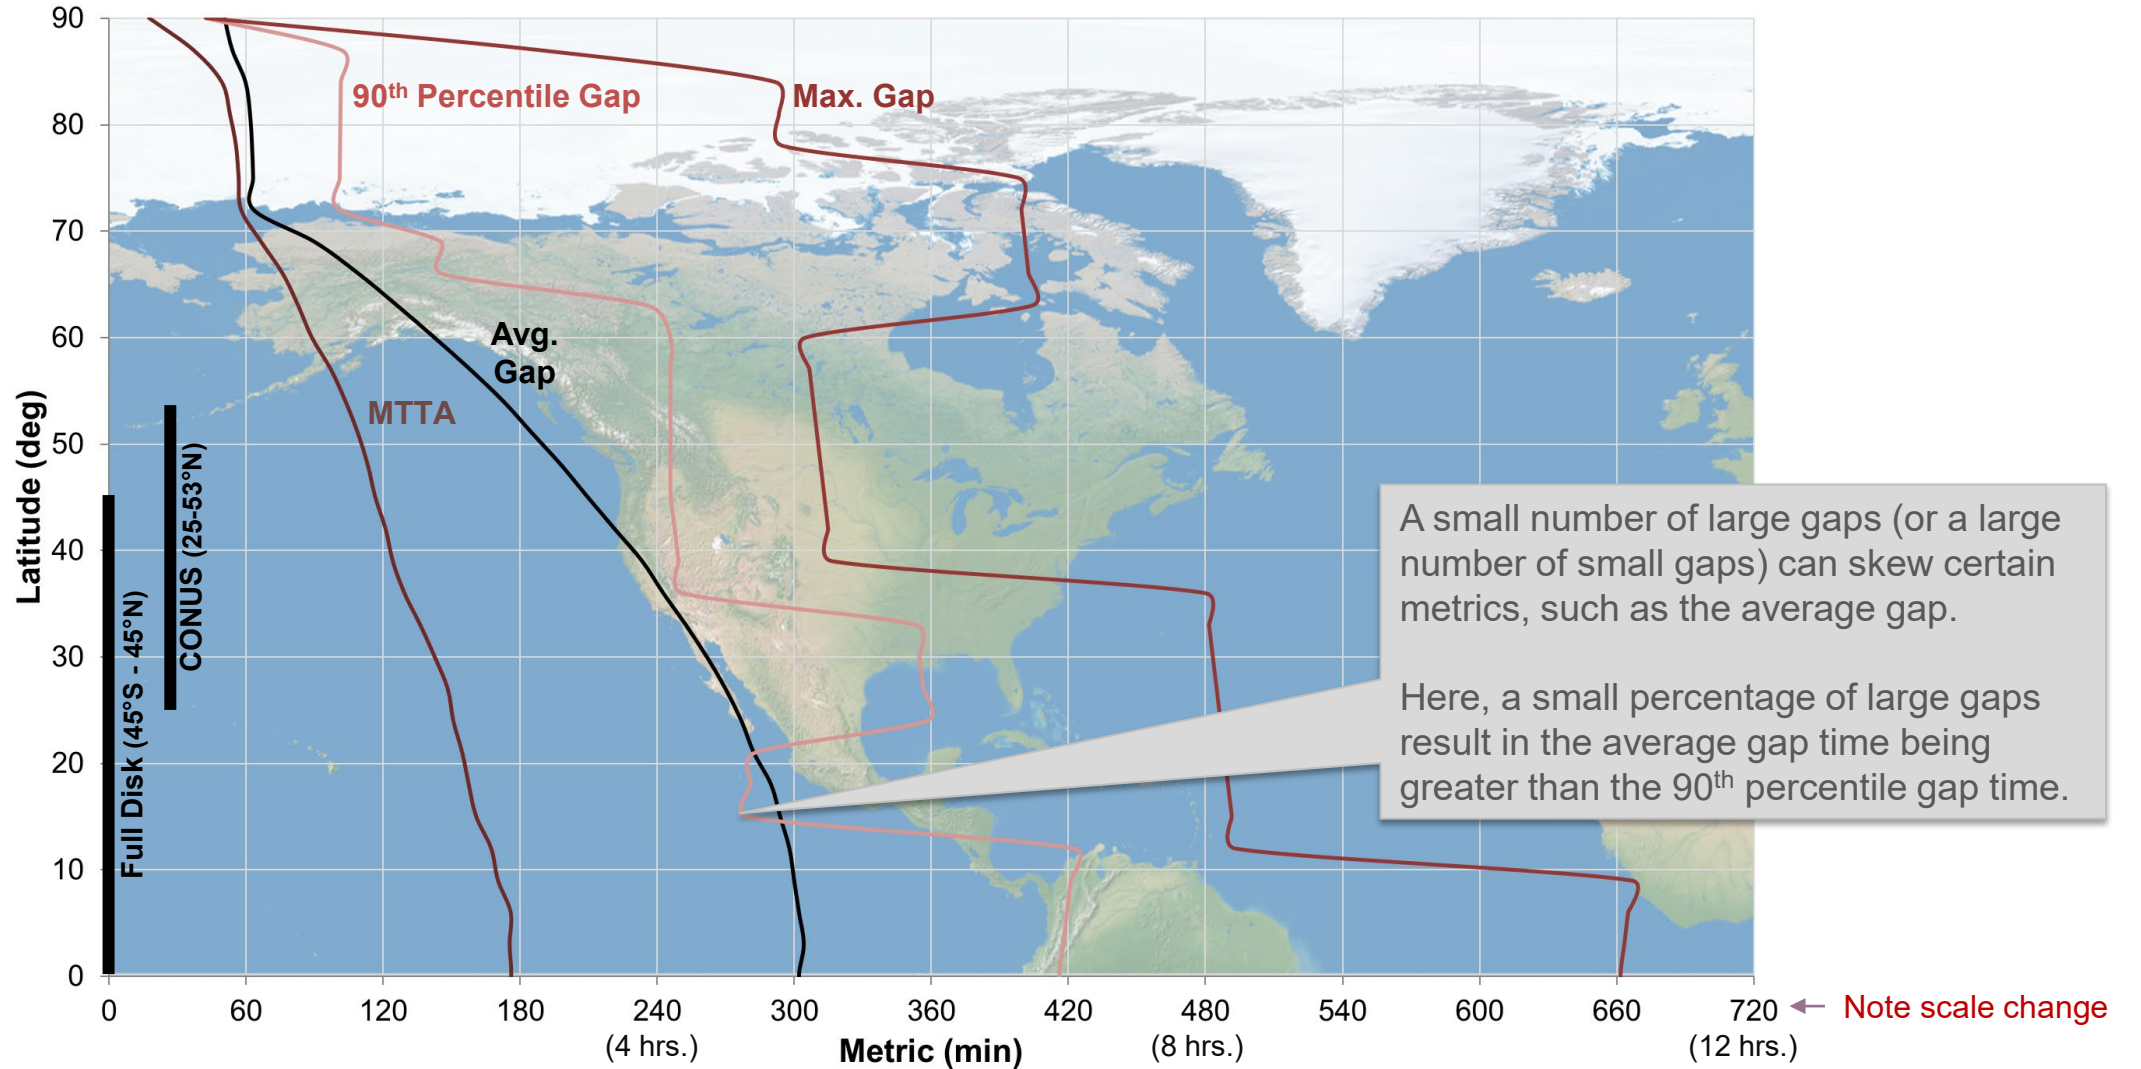 90
80
70
60
50
40
30
20
10
0
Latitude (deg)
Full Disk (45°S - 45°N)
CONUS (25-53°N)
90th Percentile Gap
Max. Gap
Avg.
Gap
MTTA
A small number of large gaps (or a large
number of small gaps) can skew certain
metrics, such as the average gap.
Here, a small percentage of large gaps
result in the average gap time being
greater than the 90th percentile gap time.
0 60 120 180 240 300 360 420 480 540 600 660 720
Note scale change
(4 hrs.) (8 hrs.) (12 hrs.)
Metric (min)